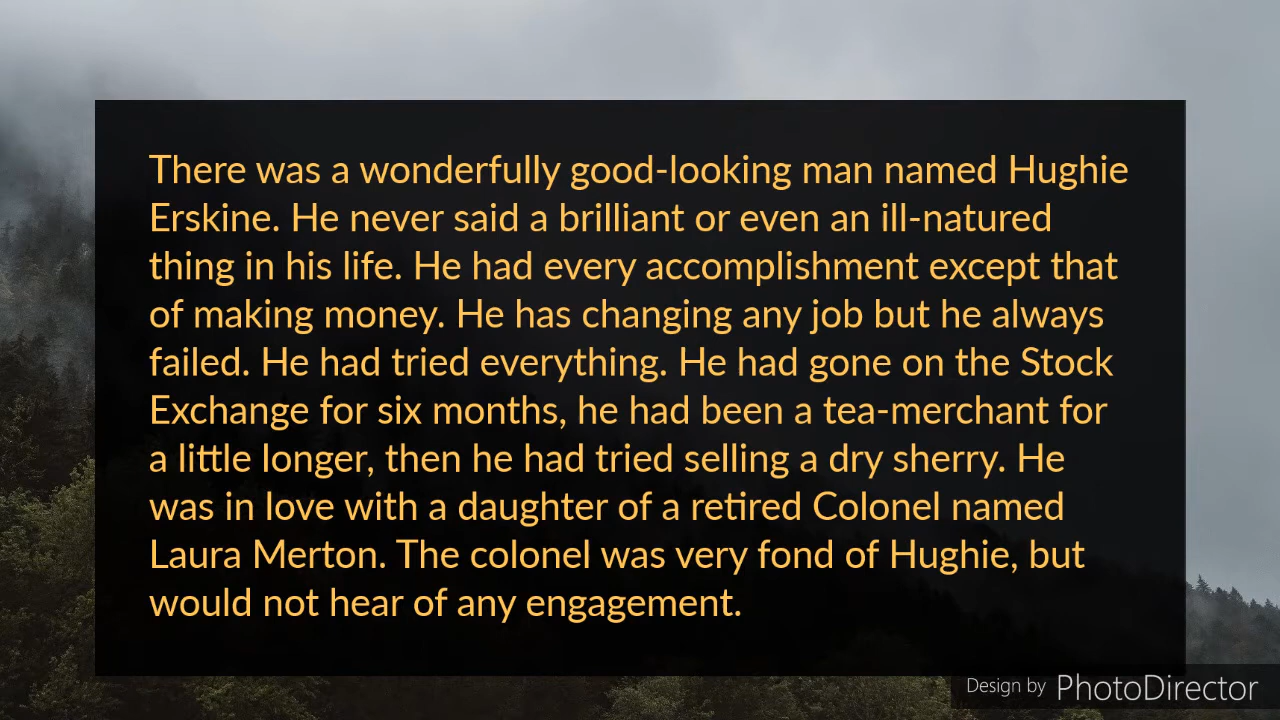 There was a wonderfully good-looking man named Hughie
Erskine. He never said a brilliant or even an ill-natured
thing in his life. He had every accomplishment except that
of making money. He has changing any job but he always
failed. He had tried everything. He had gone on the Stock
Exchange for six months, he had been a tea-merchant for
a little longer, then he had tried selling a dry sherry. He
was in love with a daughter of a retired Colonel named
Laura Merton. The colonel was very fond of Hughie, but
would not hear of any engagement.
Design by PhotoDirector